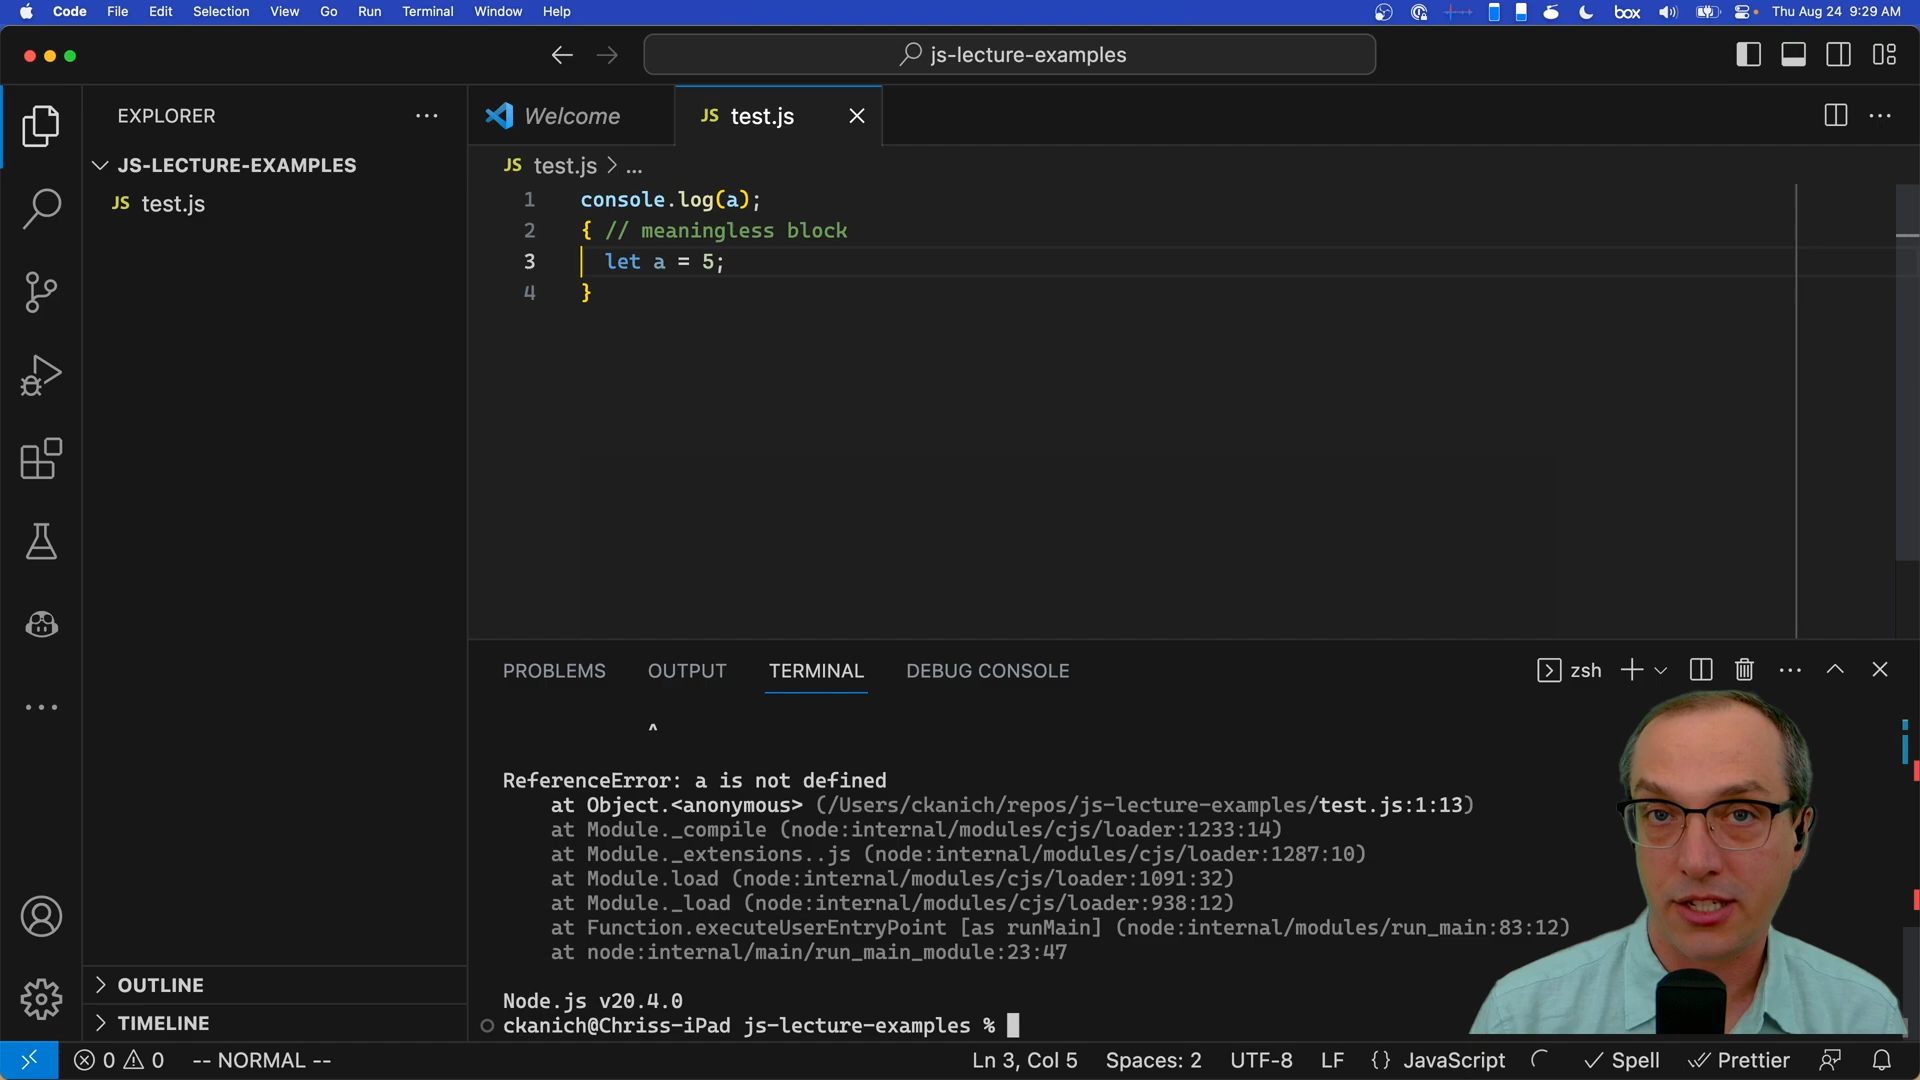 Code File Edit Selection View Go Run Terminal Window Help box Thu Aug 24 9:29 AM
js-lecture-examples
EXPLORER
JS-LECTURE-EXAMPLES
JS test.js
Welcome
JS test.js
JS test.js > ...
1 console.log(a);
2 { // meaningless block
3 let a = 5;
4 }
PROBLEMS OUTPUT TERMINAL DEBUG CONSOLE zsh
^
ReferenceError: a is not defined
at Object.<anonymous> (/Users/ckanich/repos/js-lecture-examples/test.js:1:13)
at Module._compile (node:internal/modules/cjs/loader:1233:14)
at Module._extensions..js (node:internal/modules/cjs/loader:1287:10)
at Module.load (node:internal/modules/cjs/loader:1091:32)
at Module._load (node:internal/modules/cjs/loader:938:12)
at Function.executeUserEntryPoint [as runMain] (node:internal/modules/run_main:83:12)
at node:internal/main/run_main_module:23:47
Node.js v20.4.0
ckanich@Chriss-iPad js-lecture-examples %
OUTLINE
TIMELINE
0 0 -- NORMAL -- Ln 3, Col 5 Spaces: 2 UTF-8 LF {} JavaScript Spell Prettier